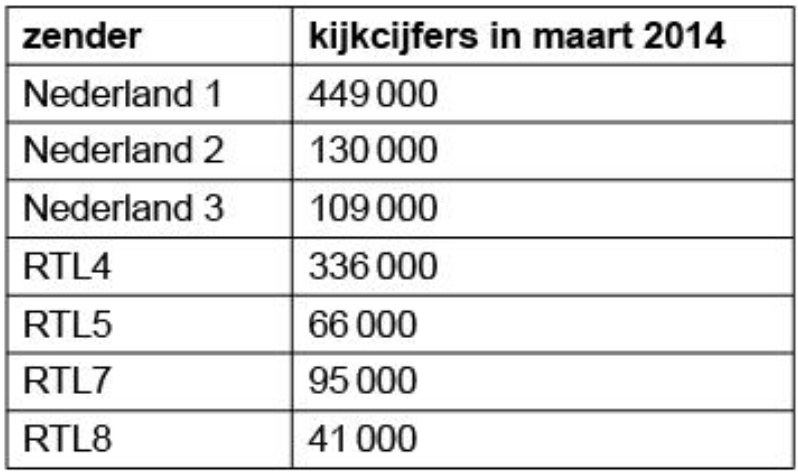 zender kijkcijfers in maart 2014
Nederland 1 449 000
Nederland 2 130 000
Nederland 3 109 000
RTL4 336 000
RTL5 66 000
RTL7 95 000
RTL8 41 000